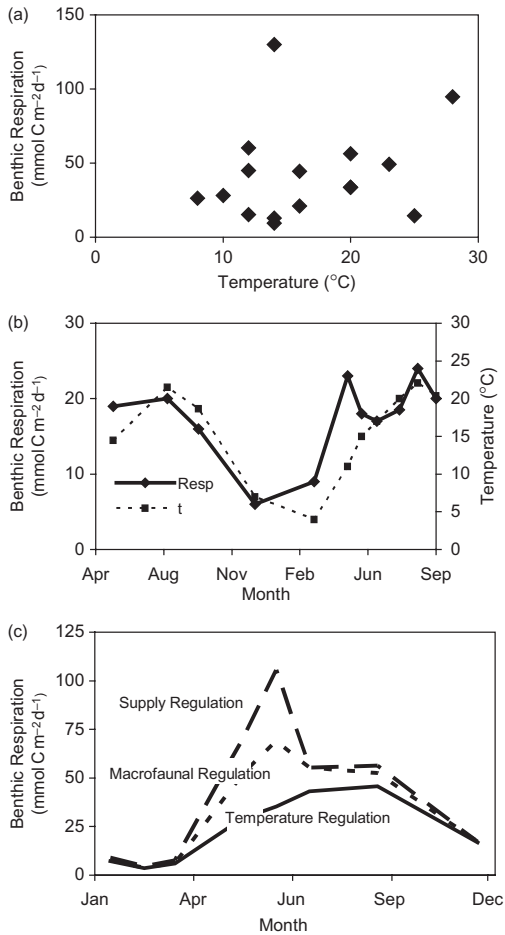 (a)
150
100
50
0
Benthic Respiration
(mmol C m−2 d−1)
0 10 20 30
Temperature (°C)
(b)
30
20
10
0
Benthic Respiration
(mmol C m−2 d−1)
Resp
t
30
25
20
15
10
5
0
Temperature (°C)
Apr Aug Nov Feb Jun Sep
Month
(c)
125
100
75
50
25
0
Benthic Respiration
(mmol C m−2 d−1)
Supply Regulation
Macrofaunal Regulation
Temperature Regulation
Jan Apr Jun Sep Dec
Month